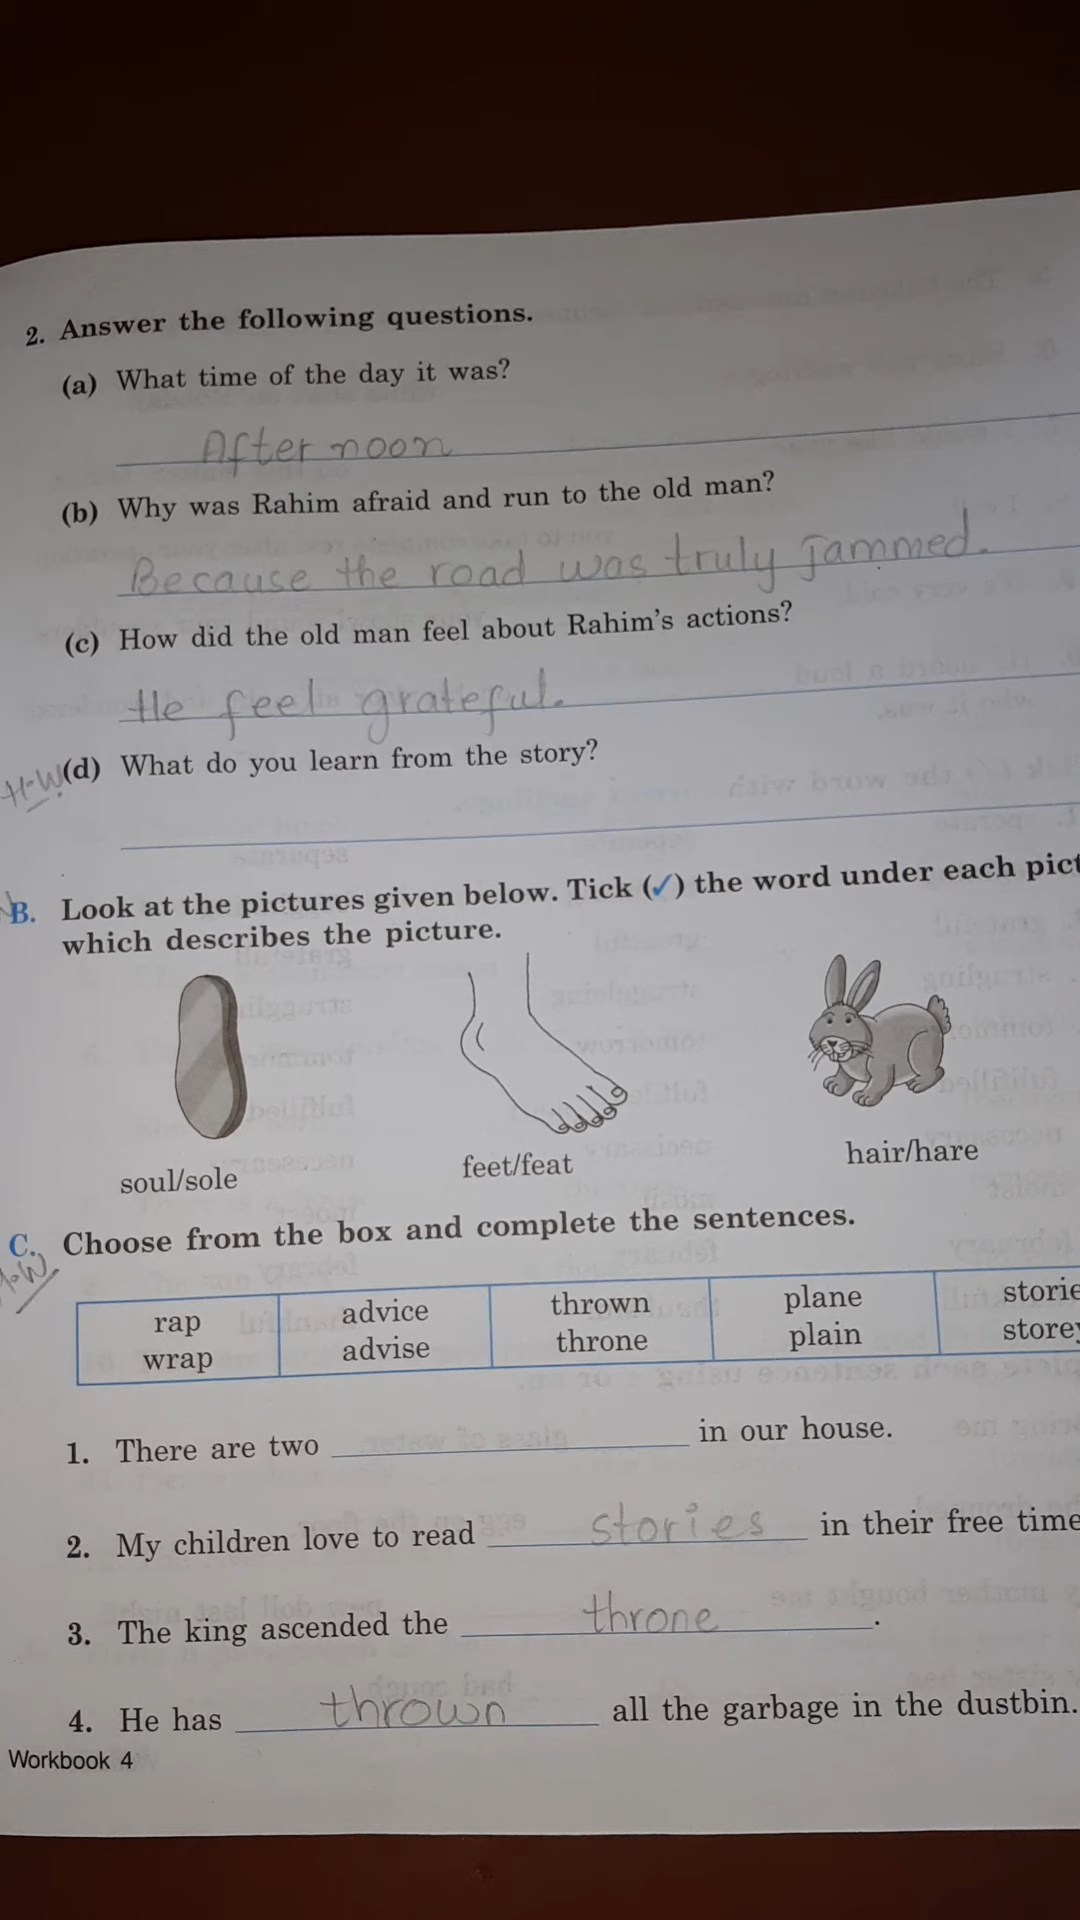 2. Answer the following questions.
(a) What time of the day it was?
After noon
(b) Why was Rahim afraid and run to the old man?
Because the road was truly jammed.
(c) How did the old man feel about Rahim's actions?
He feel grateful.
H.W (d) What do you learn from the story?
B. Look at the pictures given below. Tick (✓) the word under each pict
which describes the picture.
soul/sole feet/feat hair/hare
C. Choose from the box and complete the sentences.
H.W
rap advice thrown plane storie
wrap advise throne plain storey
1. There are two in our house.
2. My children love to read stories in their free time
3. The king ascended the throne.
4. He has thrown all the garbage in the dustbin.
Workbook 4